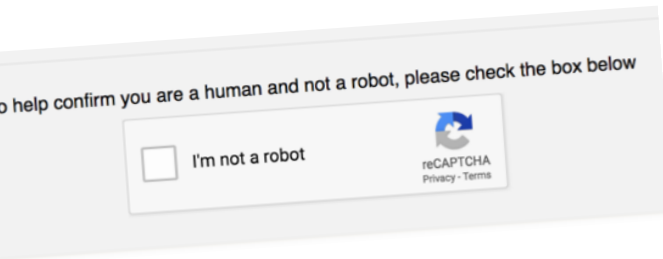 o help confirm you are a human and not a robot, please check the box below
I'm not a robot
reCAPTCHA
Privacy - Terms